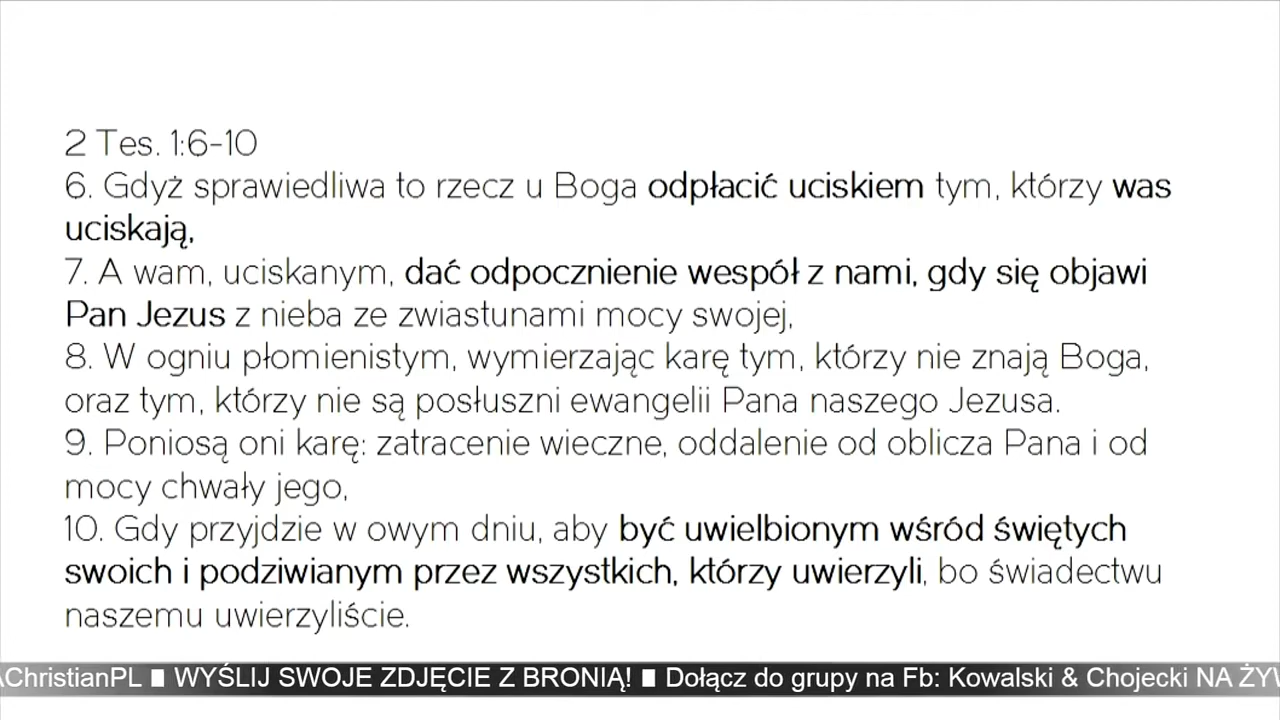 2 Tes. 1:6-10
6. Gdyż sprawiedliwa to rzecz u Boga odpłacić uciskiem tym, którzy was
uciskają,
7. A wam, uciskanym, dać odpocznienie wespół z nami, gdy się objawi
Pan Jezus z nieba ze zwiastunami mocy swojej,
8. W ogniu płomienistym, wymierzając karę tym, którzy nie znają Boga,
oraz tym, którzy nie są posłuszni ewangelii Pana naszego Jezusa.
9. Poniosą oni karę: zatracenie wieczne, oddalenie od oblicza Pana i od
mocy chwały jego,
10. Gdy przyjdzie w owym dniu, aby być uwielbionym wśród świętych
swoich i podziwianym przez wszystkich, którzy uwierzyli, bo świadectwu
naszemu uwierzyliście.
ChristianPL ■ WYŚLIJ SWOJE ZDJĘCIE Z BRONIĄ! ■ Dołącz do grupy na Fb: Kowalski & Chojecki NA ŻY